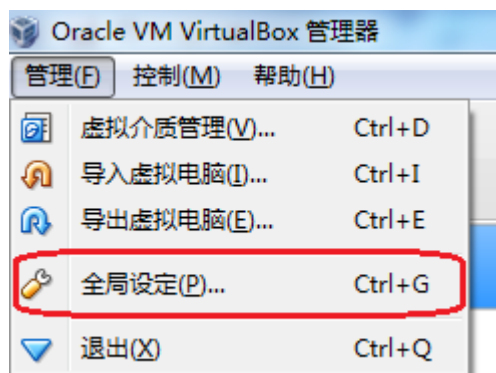 Oracle VM VirtualBox 管理器
管理(F) 控制(M) 帮助(H)
虚拟介质管理(V)... Ctrl+D
导入虚拟电脑(I)... Ctrl+I
导出虚拟电脑(E)... Ctrl+E
全局设定(P)... Ctrl+G
退出(X) Ctrl+Q